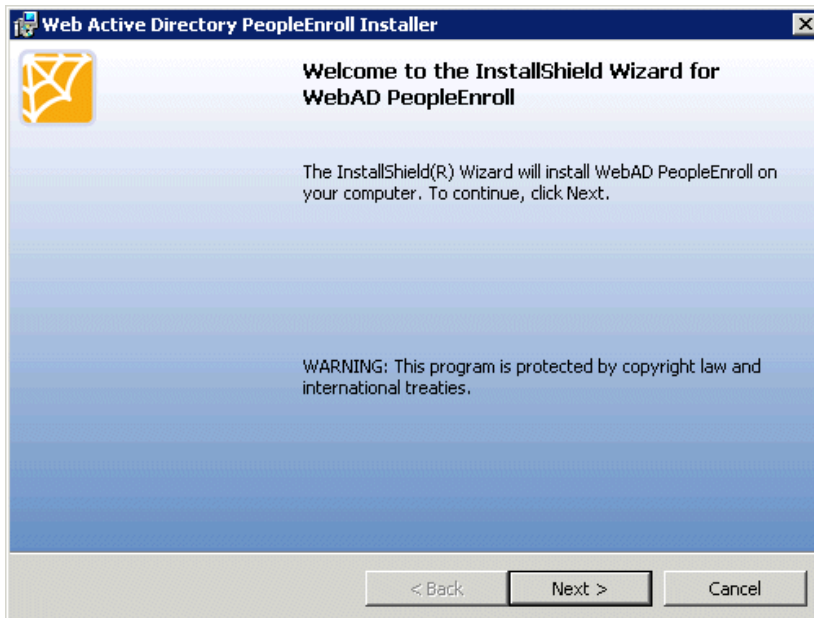 Web Active Directory PeopleEnroll Installer
Welcome to the InstallShield Wizard for
WebAD PeopleEnroll
The InstallShield(R) Wizard will install WebAD PeopleEnroll on
your computer. To continue, click Next.
WARNING: This program is protected by copyright law and
international treaties.
< Back
Next >
Cancel